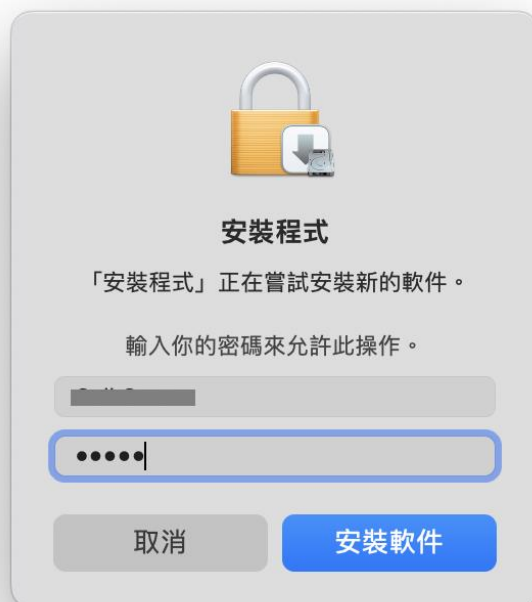 安裝程式
「安裝程式」正在嘗試安裝新的軟件。
輸入你的密碼來允許此操作。
•••••
取消
安裝軟件